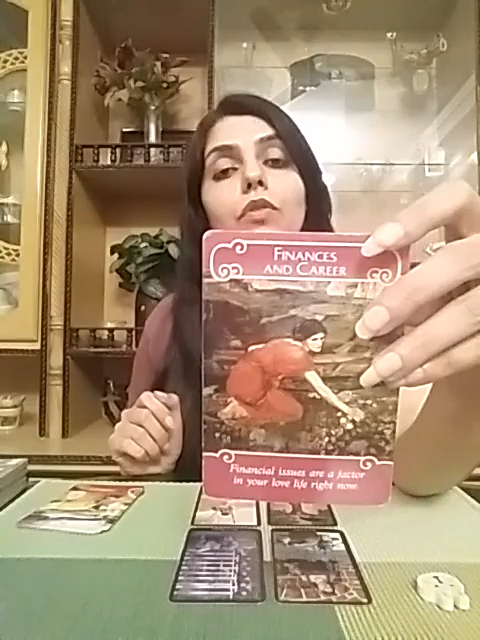 FINANCES
AND CAREER
Financial issues are a factor
in your love life right now.